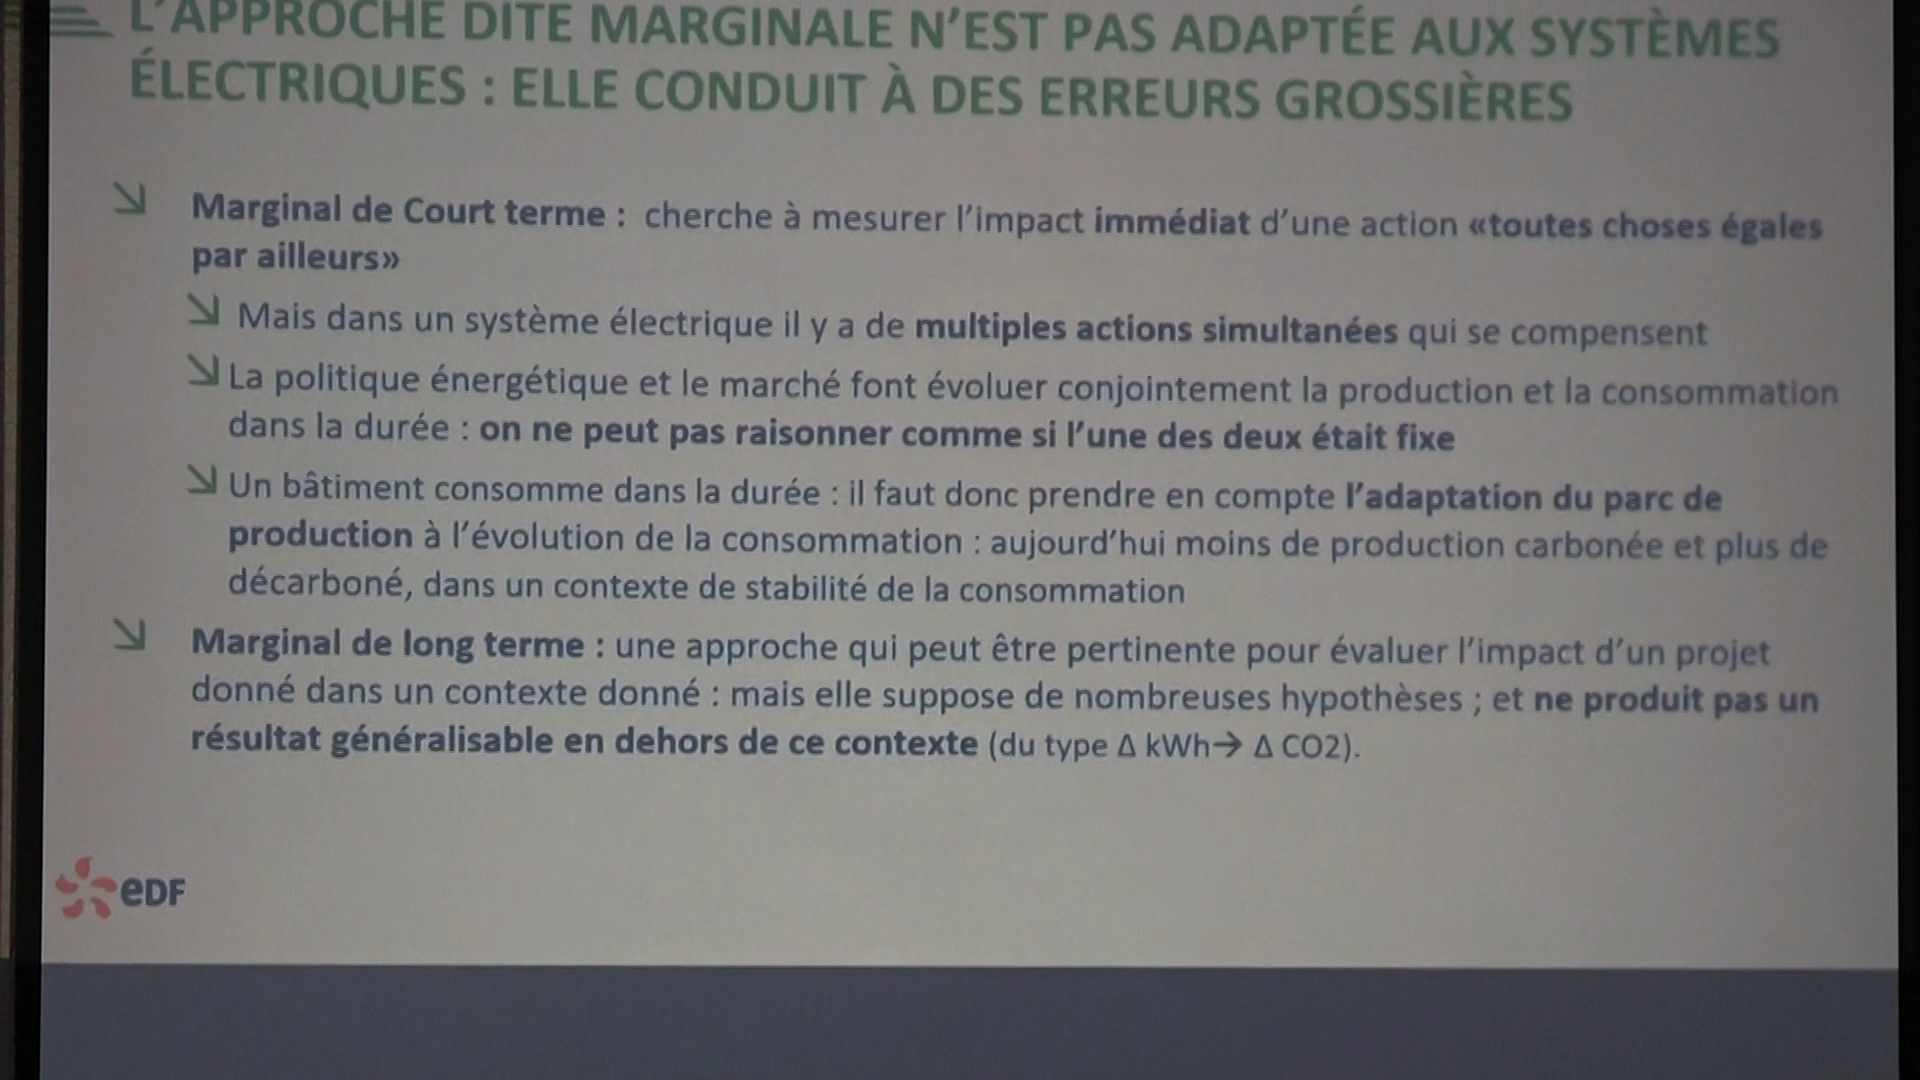 L'APPROCHE DITE MARGINALE N'EST PAS ADAPTÉE AUX SYSTÈMES
ÉLECTRIQUES : ELLE CONDUIT À DES ERREURS GROSSIÈRES
Marginal de Court terme : cherche à mesurer l'impact immédiat d'une action «toutes choses égales
par ailleurs»
Mais dans un système électrique il y a de multiples actions simultanées qui se compensent
La politique énergétique et le marché font évoluer conjointement la production et la consommation
dans la durée : on ne peut pas raisonner comme si l'une des deux était fixe
Un bâtiment consomme dans la durée : il faut donc prendre en compte l'adaptation du parc de
production à l'évolution de la consommation : aujourd'hui moins de production carbonée et plus de
décarboné, dans un contexte de stabilité de la consommation
Marginal de long terme : une approche qui peut être pertinente pour évaluer l'impact d'un projet
donné dans un contexte donné : mais elle suppose de nombreuses hypothèses ; et ne produit pas un
résultat généralisable en dehors de ce contexte (du type Δ kWh→ Δ CO2).
eDF